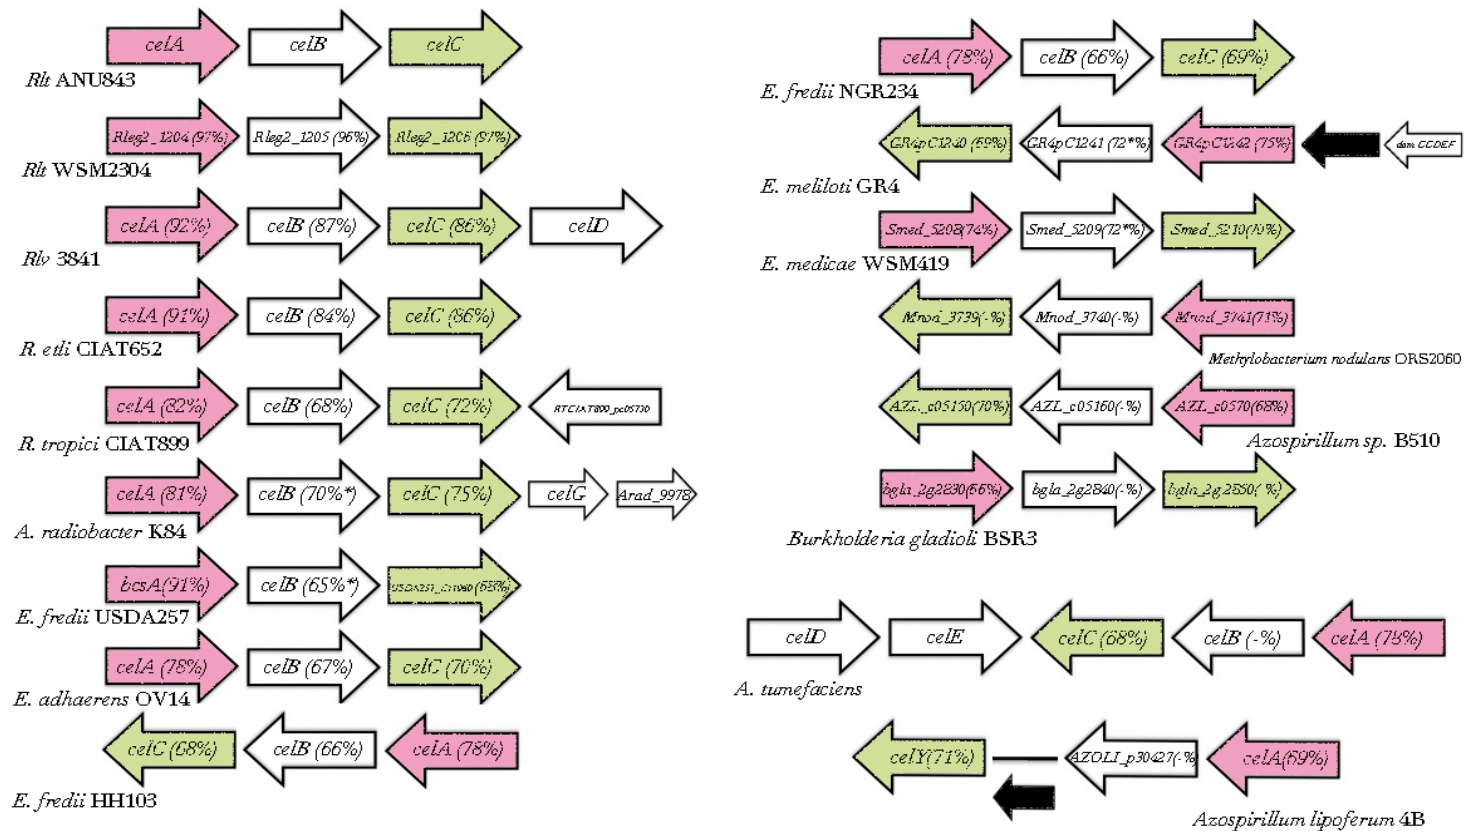 celA celB celC
Rlt ANU843
Rleg2_1204 (97%) Rleg2_1205 (96%) Rleg2_1206 (97%)
Rlt WSM2304
celA (92%) celB (87%) celC (86%) celD
Rlv 3841
celA (91%) celB (84%) celC (86%)
R. etli CIAT652
celA (82%) celB (68%) celC (72%) RTCIAT899_pc05730
R. tropici CIAT899
celA (81%) celB (70%*) celC (75%) celG Arad_9978
A. radiobacter K84
bcsA(91%) celB (65%*)
E. fredii USDA257
celA (78%) celB (67%) celC (70%)
E. adhaerens OV14
celC (68%) celB (66%) celA (78%)
E. fredii HH103
celA (78%) celB (66%) celC (69%)
E. fredii NGR234
GR4pC1240 (69%) GR4pC1241 (72*%) GR4pC1242 (75%)
E. meliloti GR4
Smed_5208(74%) Smed_5209(72*%) Smed_5210(70%)
E. medicae WSM419
Mnod_3739(-%) Mnod_3740(-%) Mnod_3741(71%)
Methylobacterium nodulans ORS2060
AZL_c05150(70%) AZL_c05160(-%) AZL_c0570(68%)
Azospirillum sp. B510
bgla_2g2830(66%) bgla_2g2840(-%) bgla_2g2850(-%)
Burkholderia gladioli BSR3
celD celE celC (68%) celB (-%) celA (78%)
A. tumefaciens
celY(71%) AZOLI_p30427(-%) celA(69%)
Azospirillum lipoferum 4B